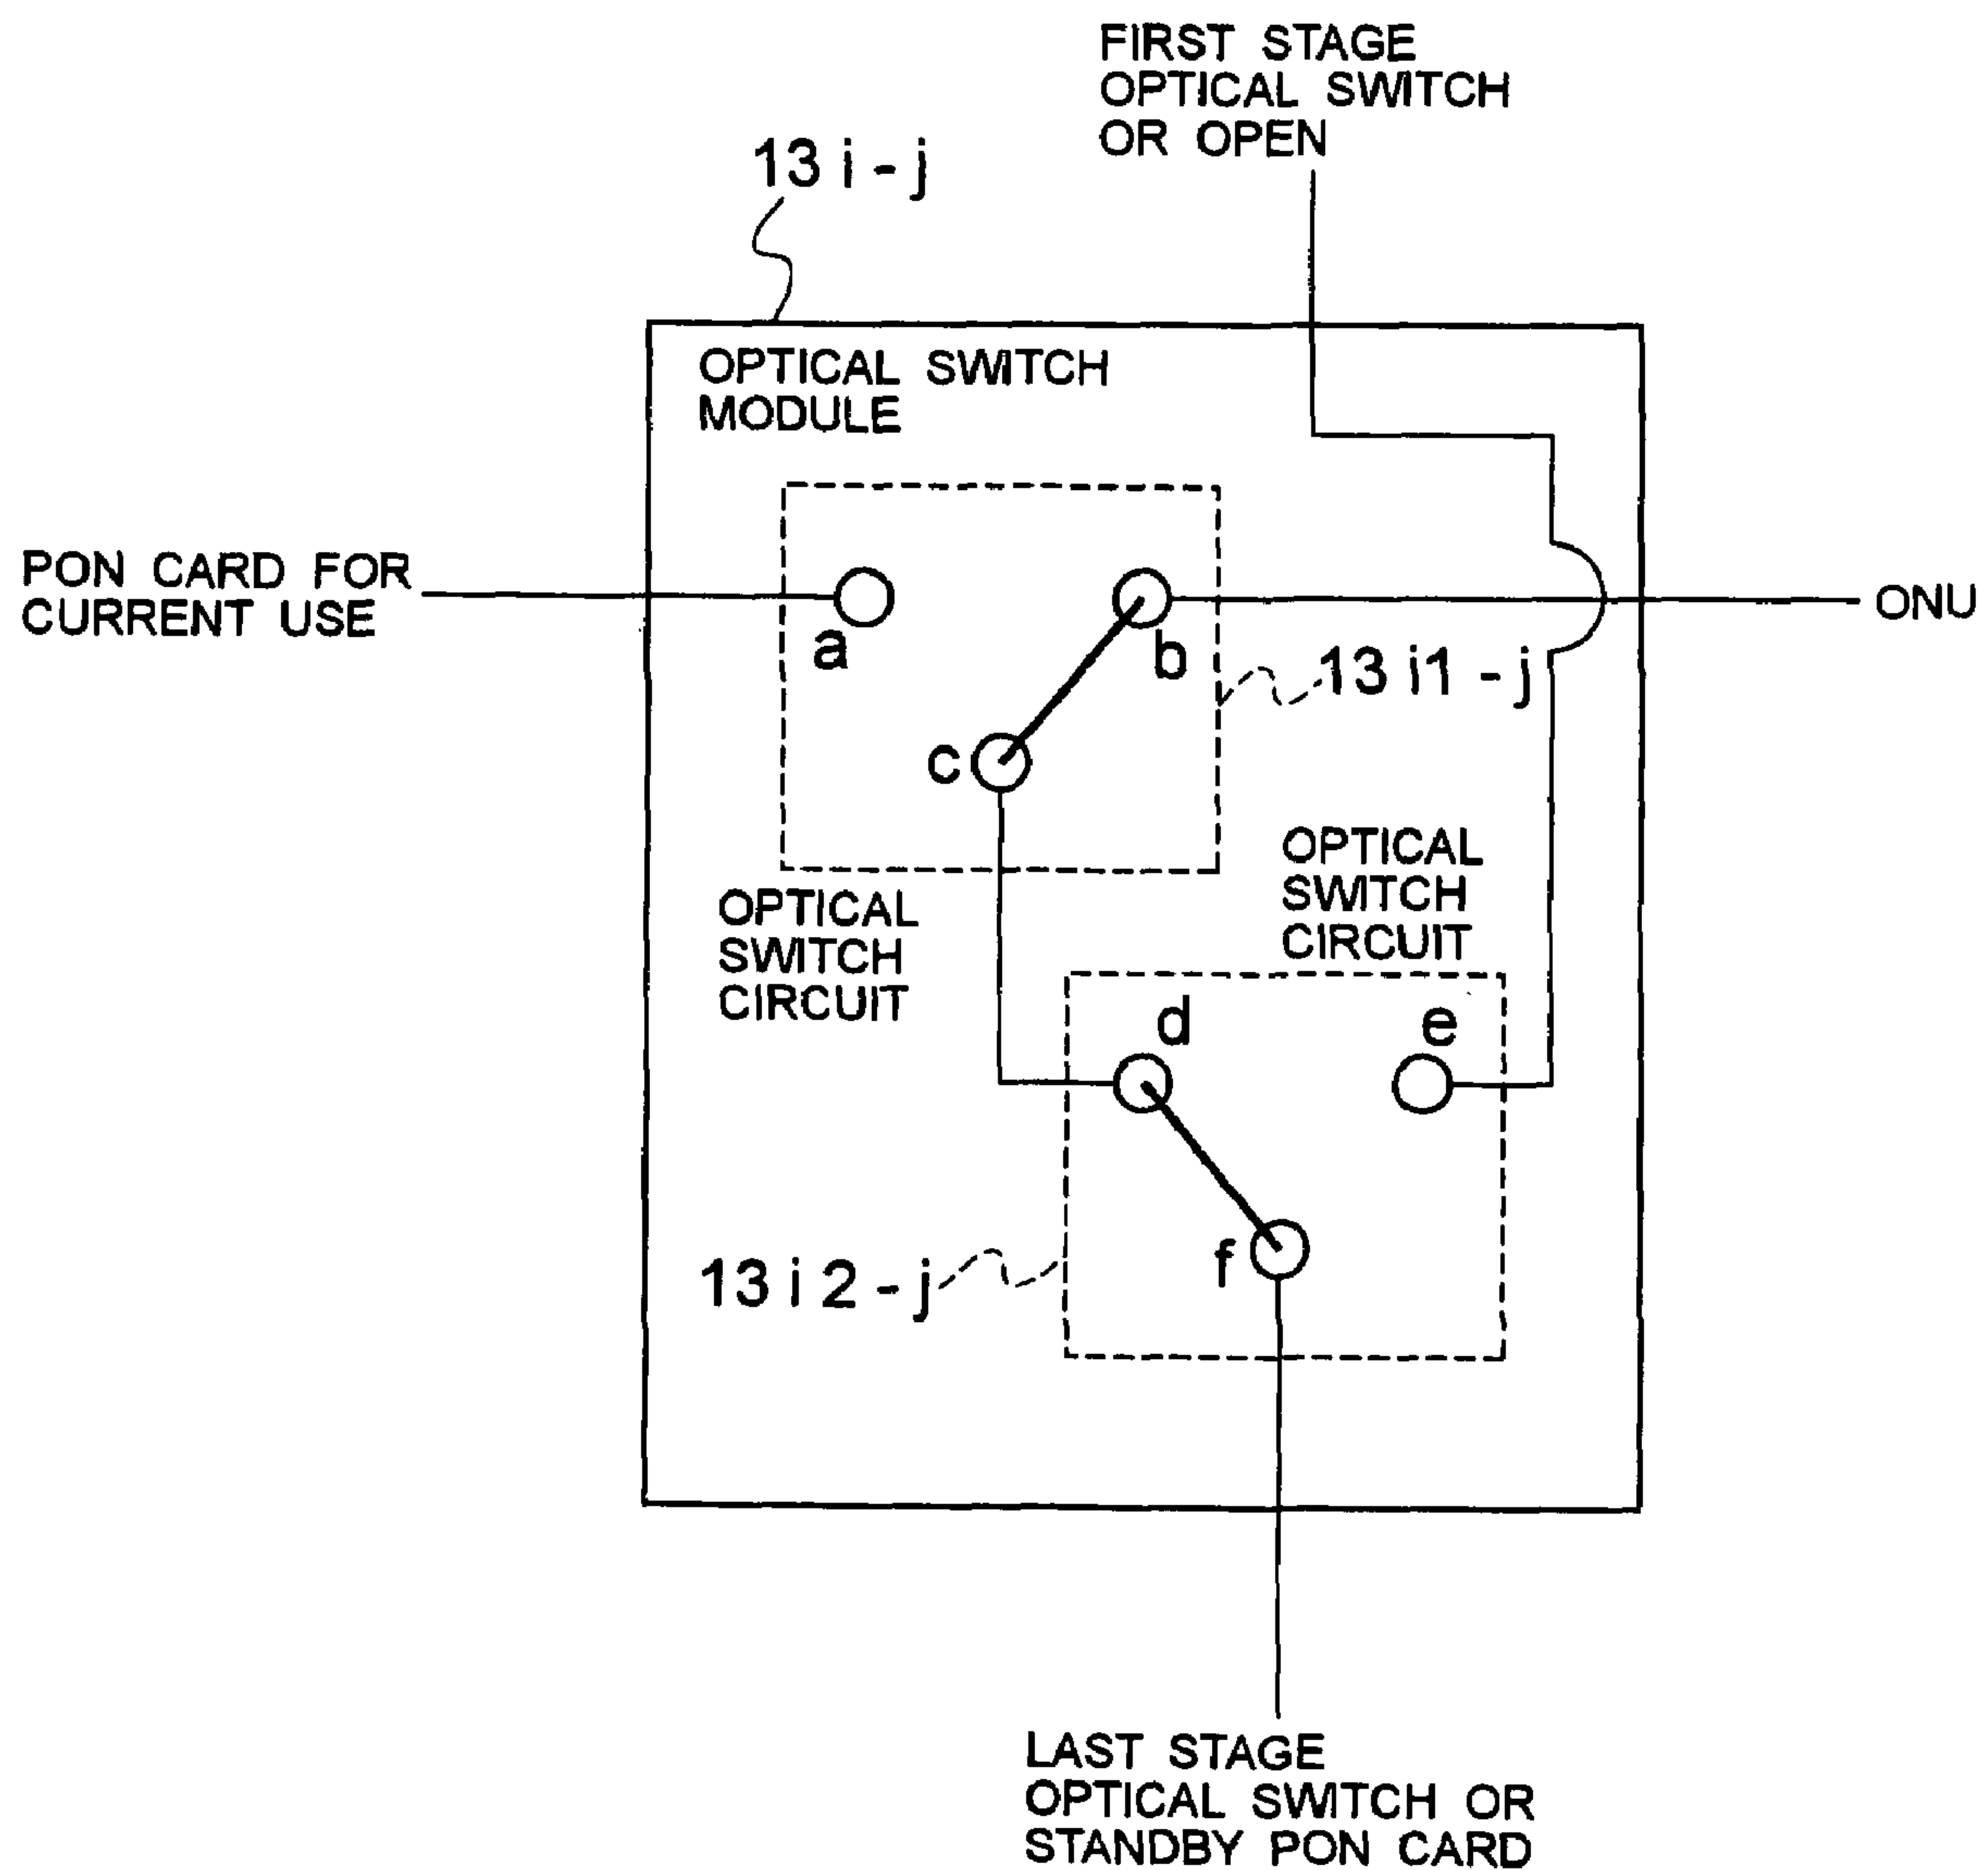 FIRST STAGE
OPTICAL SWITCH
OR OPEN
13 i - j
OPTICAL SWITCH
MODULE
PON CARD FOR
CURRENT USE
a
b
ONU
13 i1 - j
c
OPTICAL
SWITCH
CIRCUIT
OPTICAL
SWITCH
CIRCUIT
d
e
f
13 i 2 - j
LAST STAGE
OPTICAL SWITCH OR
STANDBY PON CARD